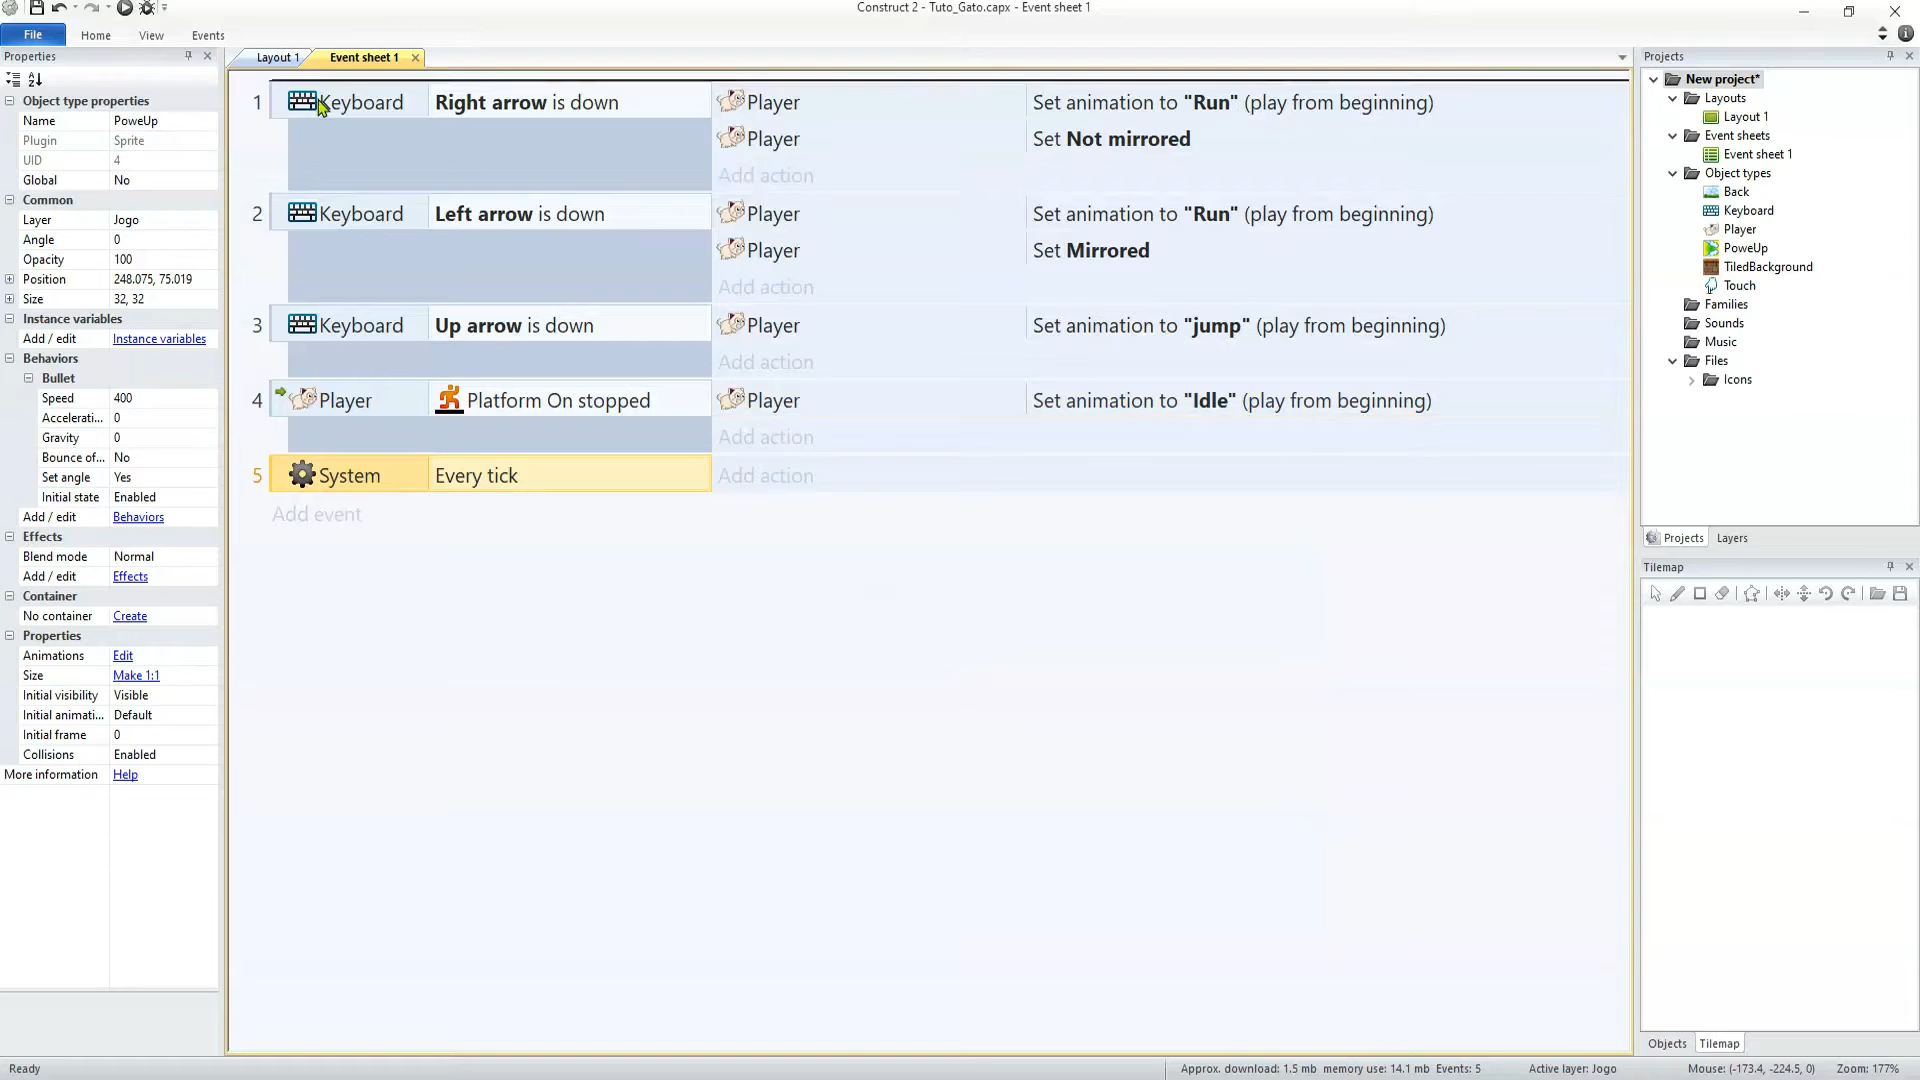 Construct 2 - Tuto_Gato.capx - Event sheet 1
File Home View Events
Properties
Layout 1
Event sheet 1
Projects
Object type properties
Name PoweUp
Plugin Sprite
UID 4
Global No
Common
Layer Jogo
Angle 0
Opacity 100
Position 248.075, 75.019
Size 32, 32
Instance variables
Add / edit Instance variables
Behaviors
Bullet
Speed 400
Accelerati... 0
Gravity 0
Bounce of... No
Set angle Yes
Initial state Enabled
Add / edit Behaviors
Effects
Blend mode Normal
Add / edit Effects
Container
No container Create
Properties
Animations Edit
Size Make 1:1
Initial visibility Visible
Initial animati... Default
Initial frame 0
Collisions Enabled
More information Help
1 Keyboard Right arrow is down Player Set animation to "Run" (play from beginning)
Player Set Not mirrored
Add action
2 Keyboard Left arrow is down Player Set animation to "Run" (play from beginning)
Player Set Mirrored
Add action
3 Keyboard Up arrow is down Player Set animation to "jump" (play from beginning)
Add action
4 Player Platform On stopped Player Set animation to "Idle" (play from beginning)
Add action
5 System Every tick Add action
Add event
New project*
Layouts
Layout 1
Event sheets
Event sheet 1
Object types
Back
Keyboard
Player
PoweUp
TiledBackground
Touch
Families
Sounds
Music
Files
Icons
Projects Layers
Tilemap
Objects Tilemap
Ready
Approx. download: 1.5 mb memory use: 14.1 mb Events: 5 Active layer: Jogo Mouse: (-173.4, -224.5, 0) Zoom: 177%